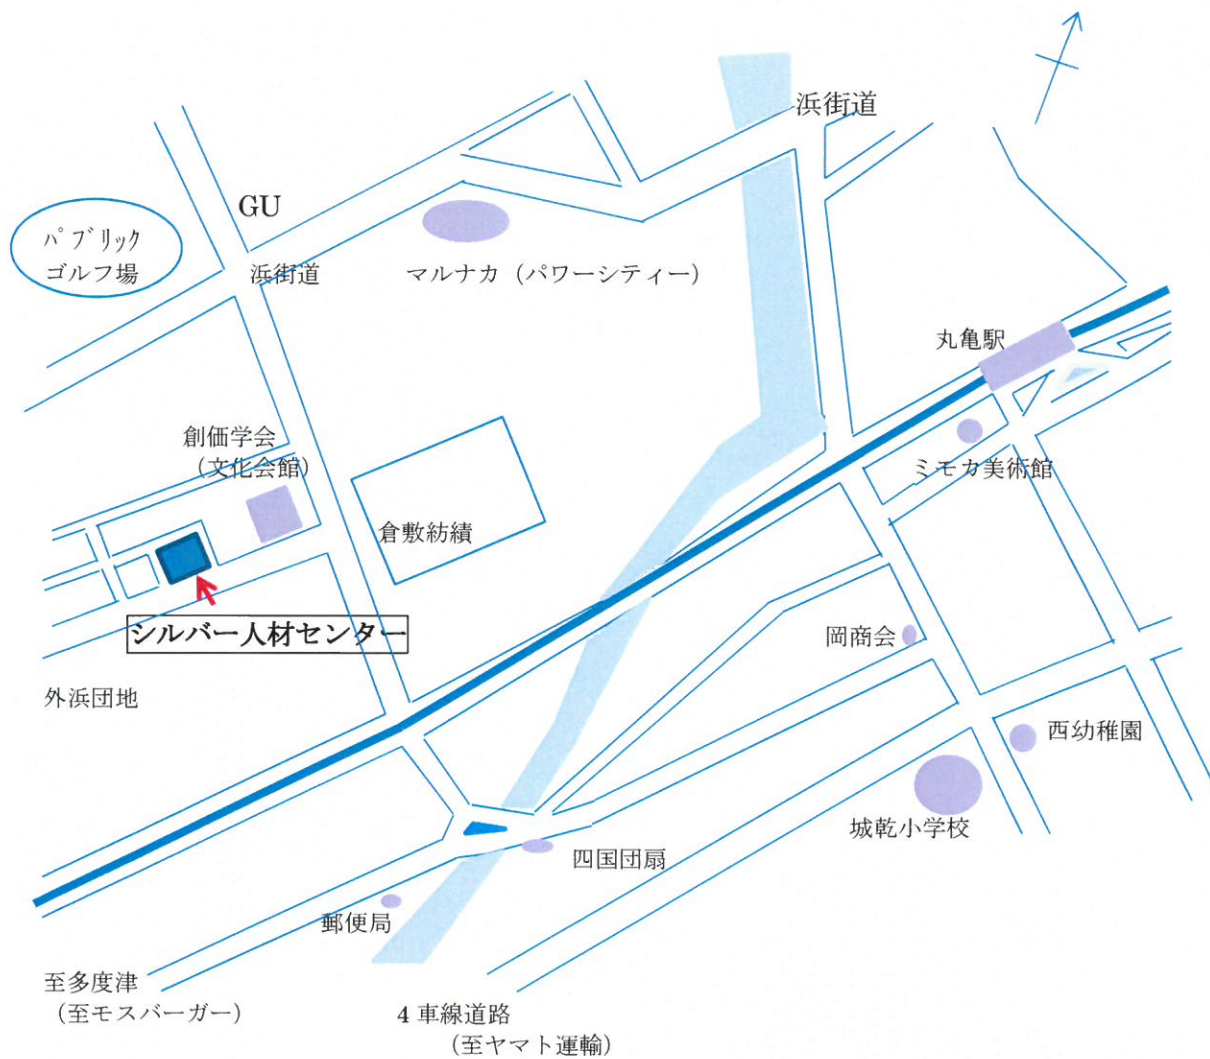 浜街道
GU
パブリック
ゴルフ場
浜街道
マルナカ（パワーシティー）
丸亀駅
創価学会
（文化会館）
ミモカ美術館
倉敷紡績
シルバー人材センター
岡商会
外浜団地
西幼稚園
城乾小学校
四国団扇
郵便局
至多度津
（至モスバーガー）
4 車線道路
（至ヤマト運輸）